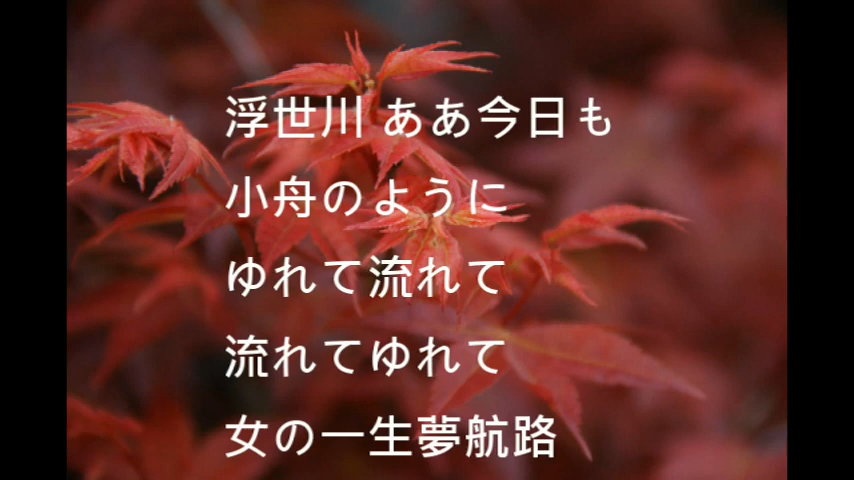 浮世川 ああ今日も
小舟のように
ゆれて流れて
流れてゆれて
女の一生夢航路